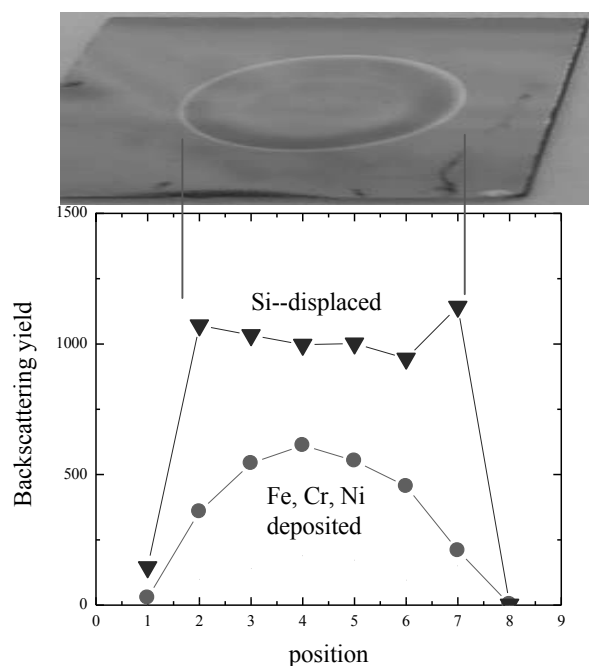 1500
1000
500
0
Backscattering yield
Si--displaced
Fe, Cr, Ni
deposited
0 1 2 3 4 5 6 7 8 9
position